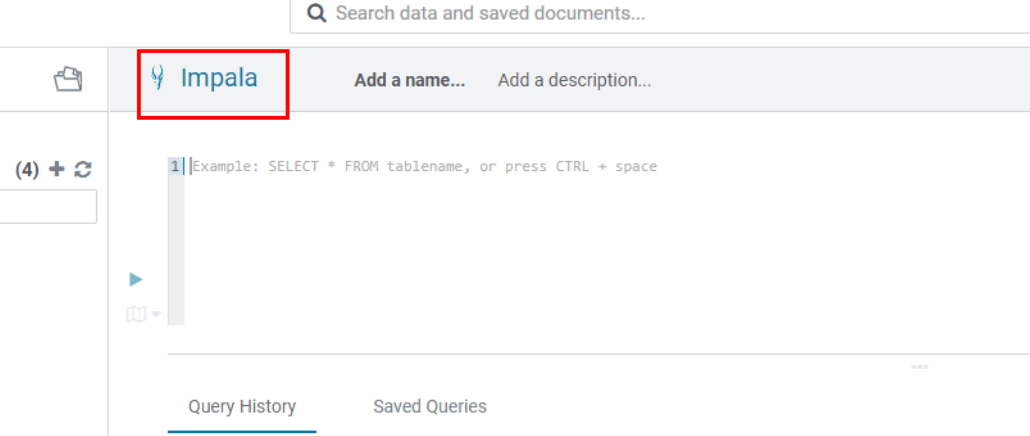 Search data and saved documents...
Impala Add a name... Add a description...
(4)
1 Example: SELECT * FROM tablename, or press CTRL + space
Query History Saved Queries